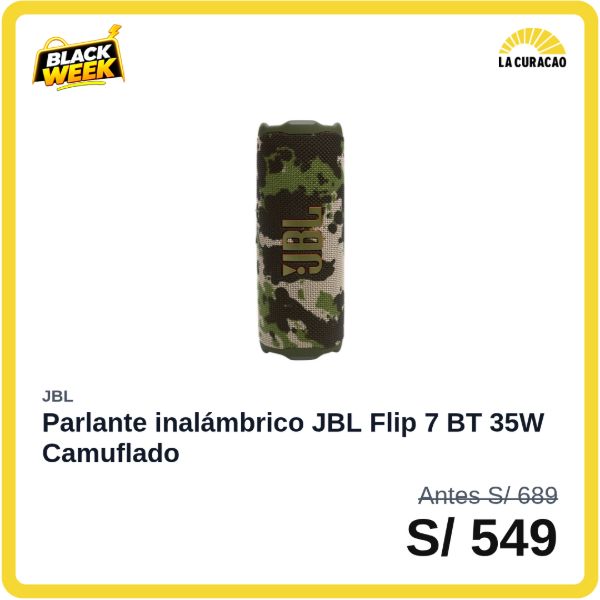 BLACK
WEEK
LA CURACAO
JBL
JBL
Parlante inalámbrico JBL Flip 7 BT 35W
Camuflado
Antes S/ 689
S/ 549